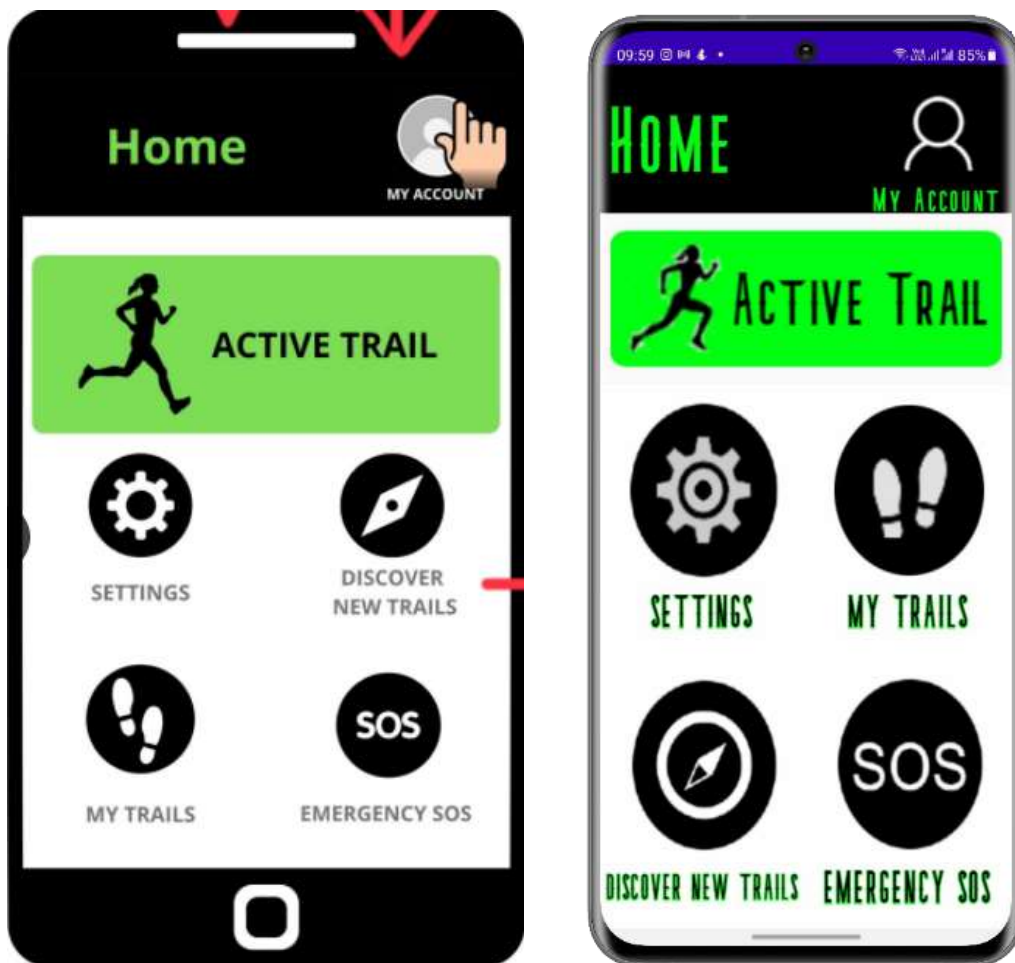 Home
MY ACCOUNT
ACTIVE TRAIL
SETTINGS
DISCOVER
NEW TRAILS
MY TRAILS
SOS
EMERGENCY SOS
09:59
85%
HOME
MY ACCOUNT
ACTIVE TRAIL
SETTINGS
MY TRAILS
SOS
DISCOVER NEW TRAILS
EMERGENCY SOS